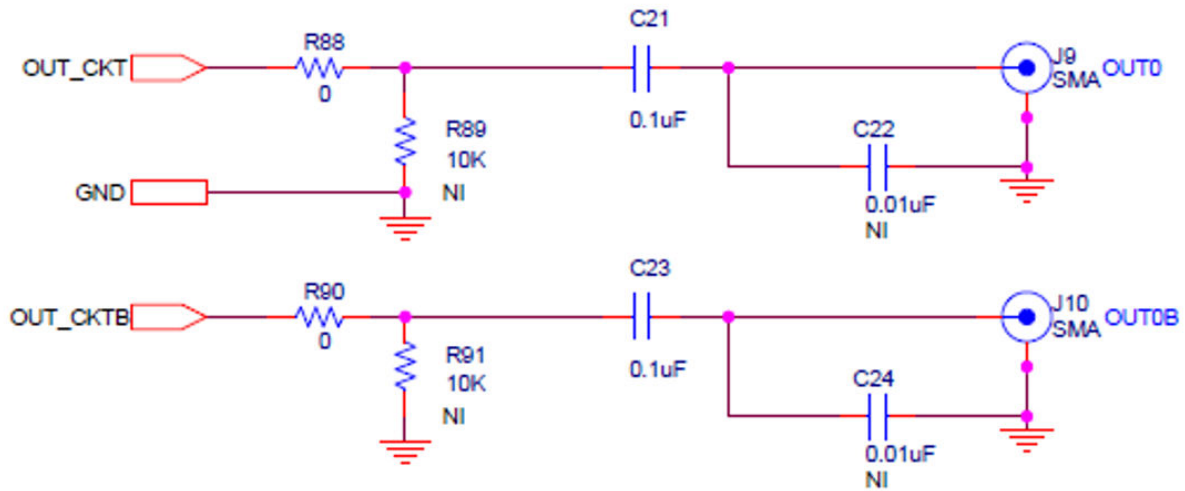 C21
R88
OUT_CKT
0
J9
SMA
OUT0
0.1uF
R89
10K
NI
C22
0.01uF
NI
GND
C23
R90
OUT_CKTB
0
J10
SMA
OUT0B
0.1uF
R91
10K
NI
C24
0.01uF
NI